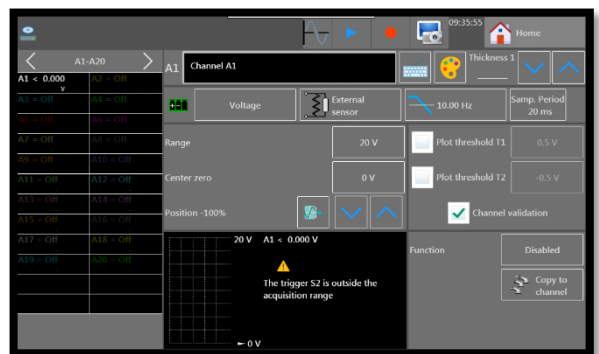 09:35:55
Home
A1-A20
A1
Channel A1
Thickness 1
A1 < 0.000
V
A2 = Off
A3 = Off
A4 = Off
A5 = Off
A6 = Off
A7 = Off
A8 = Off
A9 = Off
A10 = Off
A11 = Off
A12 = Off
A13 = Off
A14 = Off
A15 = Off
A16 = Off
A17 = Off
A18 = Off
A19 = Off
A20 = Off
Voltage
External
sensor
10.00 Hz
Samp. Period
20 ms
Range
20 V
Plot threshold T1
0.5 V
Center zero
0 V
Plot threshold T2
-0.5 V
Position -100%
Channel validation
20 V
A1 < 0.000 V
The trigger S2 is outside the
acquisition range
0 V
Function
Disabled
Copy to
channel